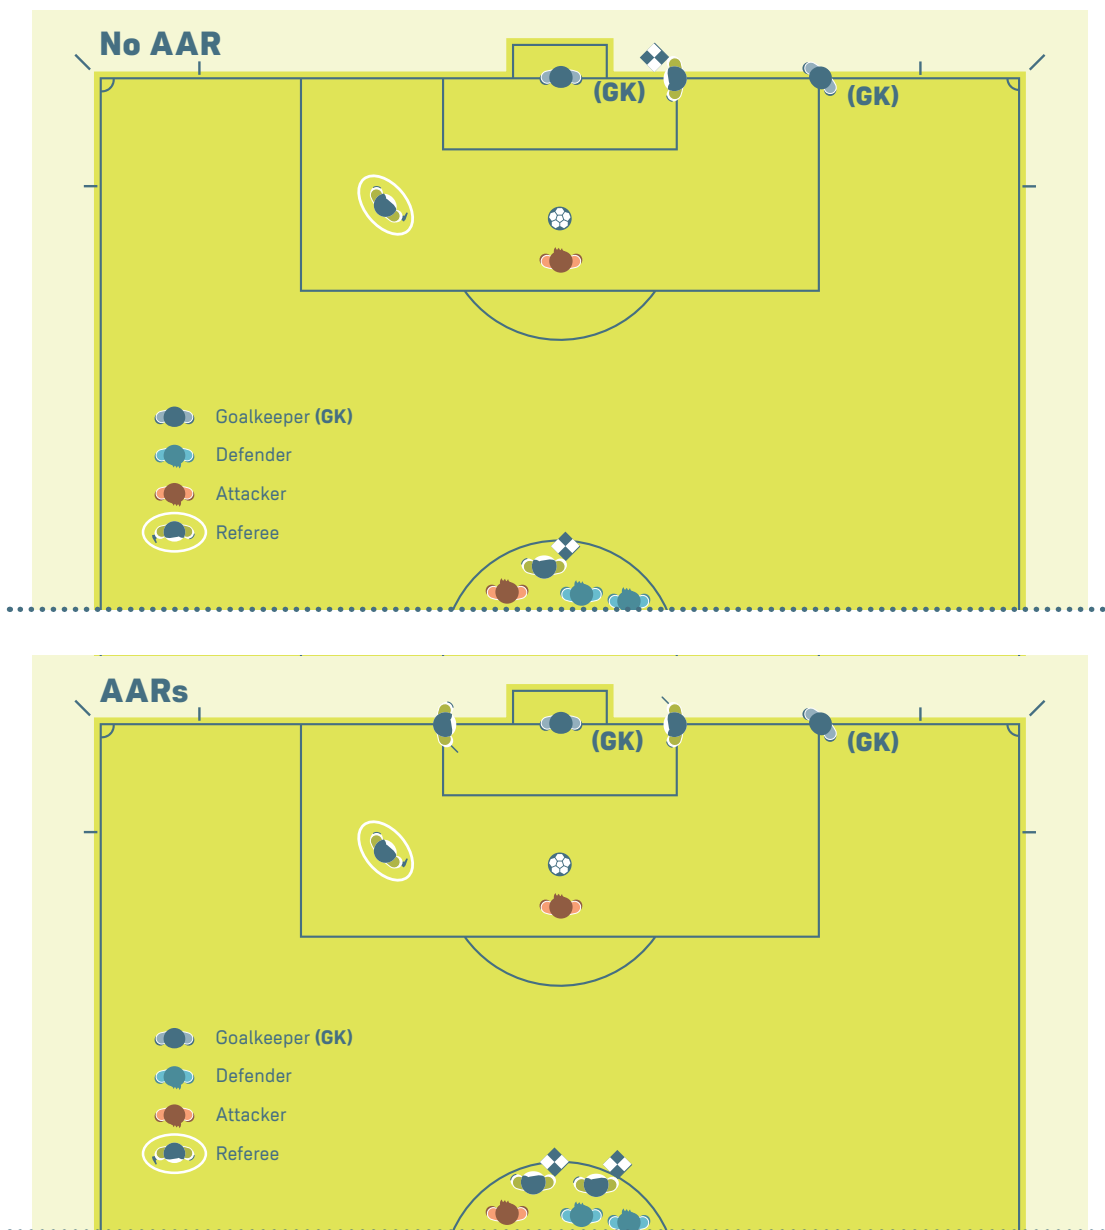 No AAR
(GK)
(GK)
Goalkeeper (GK)
Defender
Attacker
Referee
AARs
(GK)
(GK)
Goalkeeper (GK)
Defender
Attacker
Referee